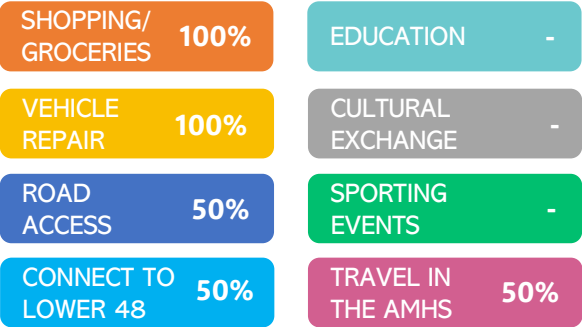 SHOPPING/
GROCERIES 100%
VEHICLE
REPAIR 100%
ROAD
ACCESS 50%
CONNECT TO
LOWER 48 50%
EDUCATION -
CULTURAL
EXCHANGE -
SPORTING
EVENTS -
TRAVEL IN
THE AMHS 50%